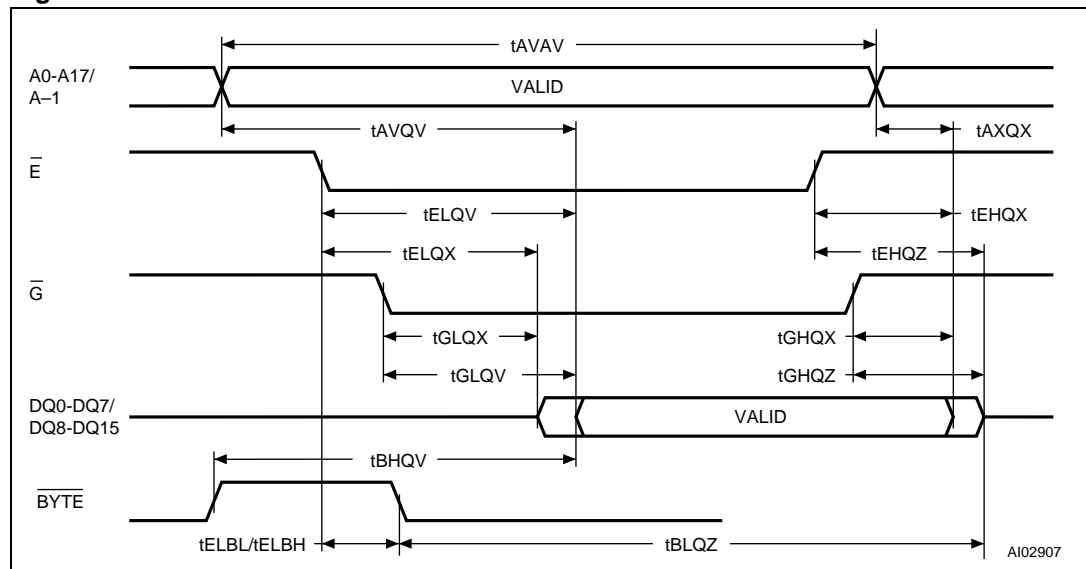 tAVAV
A0-A17/
A–1
VALID
tAVQV
tAXQX
E
tELQV
tEHQX
tELQX
tEHQZ
G
tGLQX
tGHQX
tGLQV
tGHQZ
DQ0-DQ7/
DQ8-DQ15
VALID
tBHQV
BYTE
tELBL/tELBH
tBLQZ
AI02907